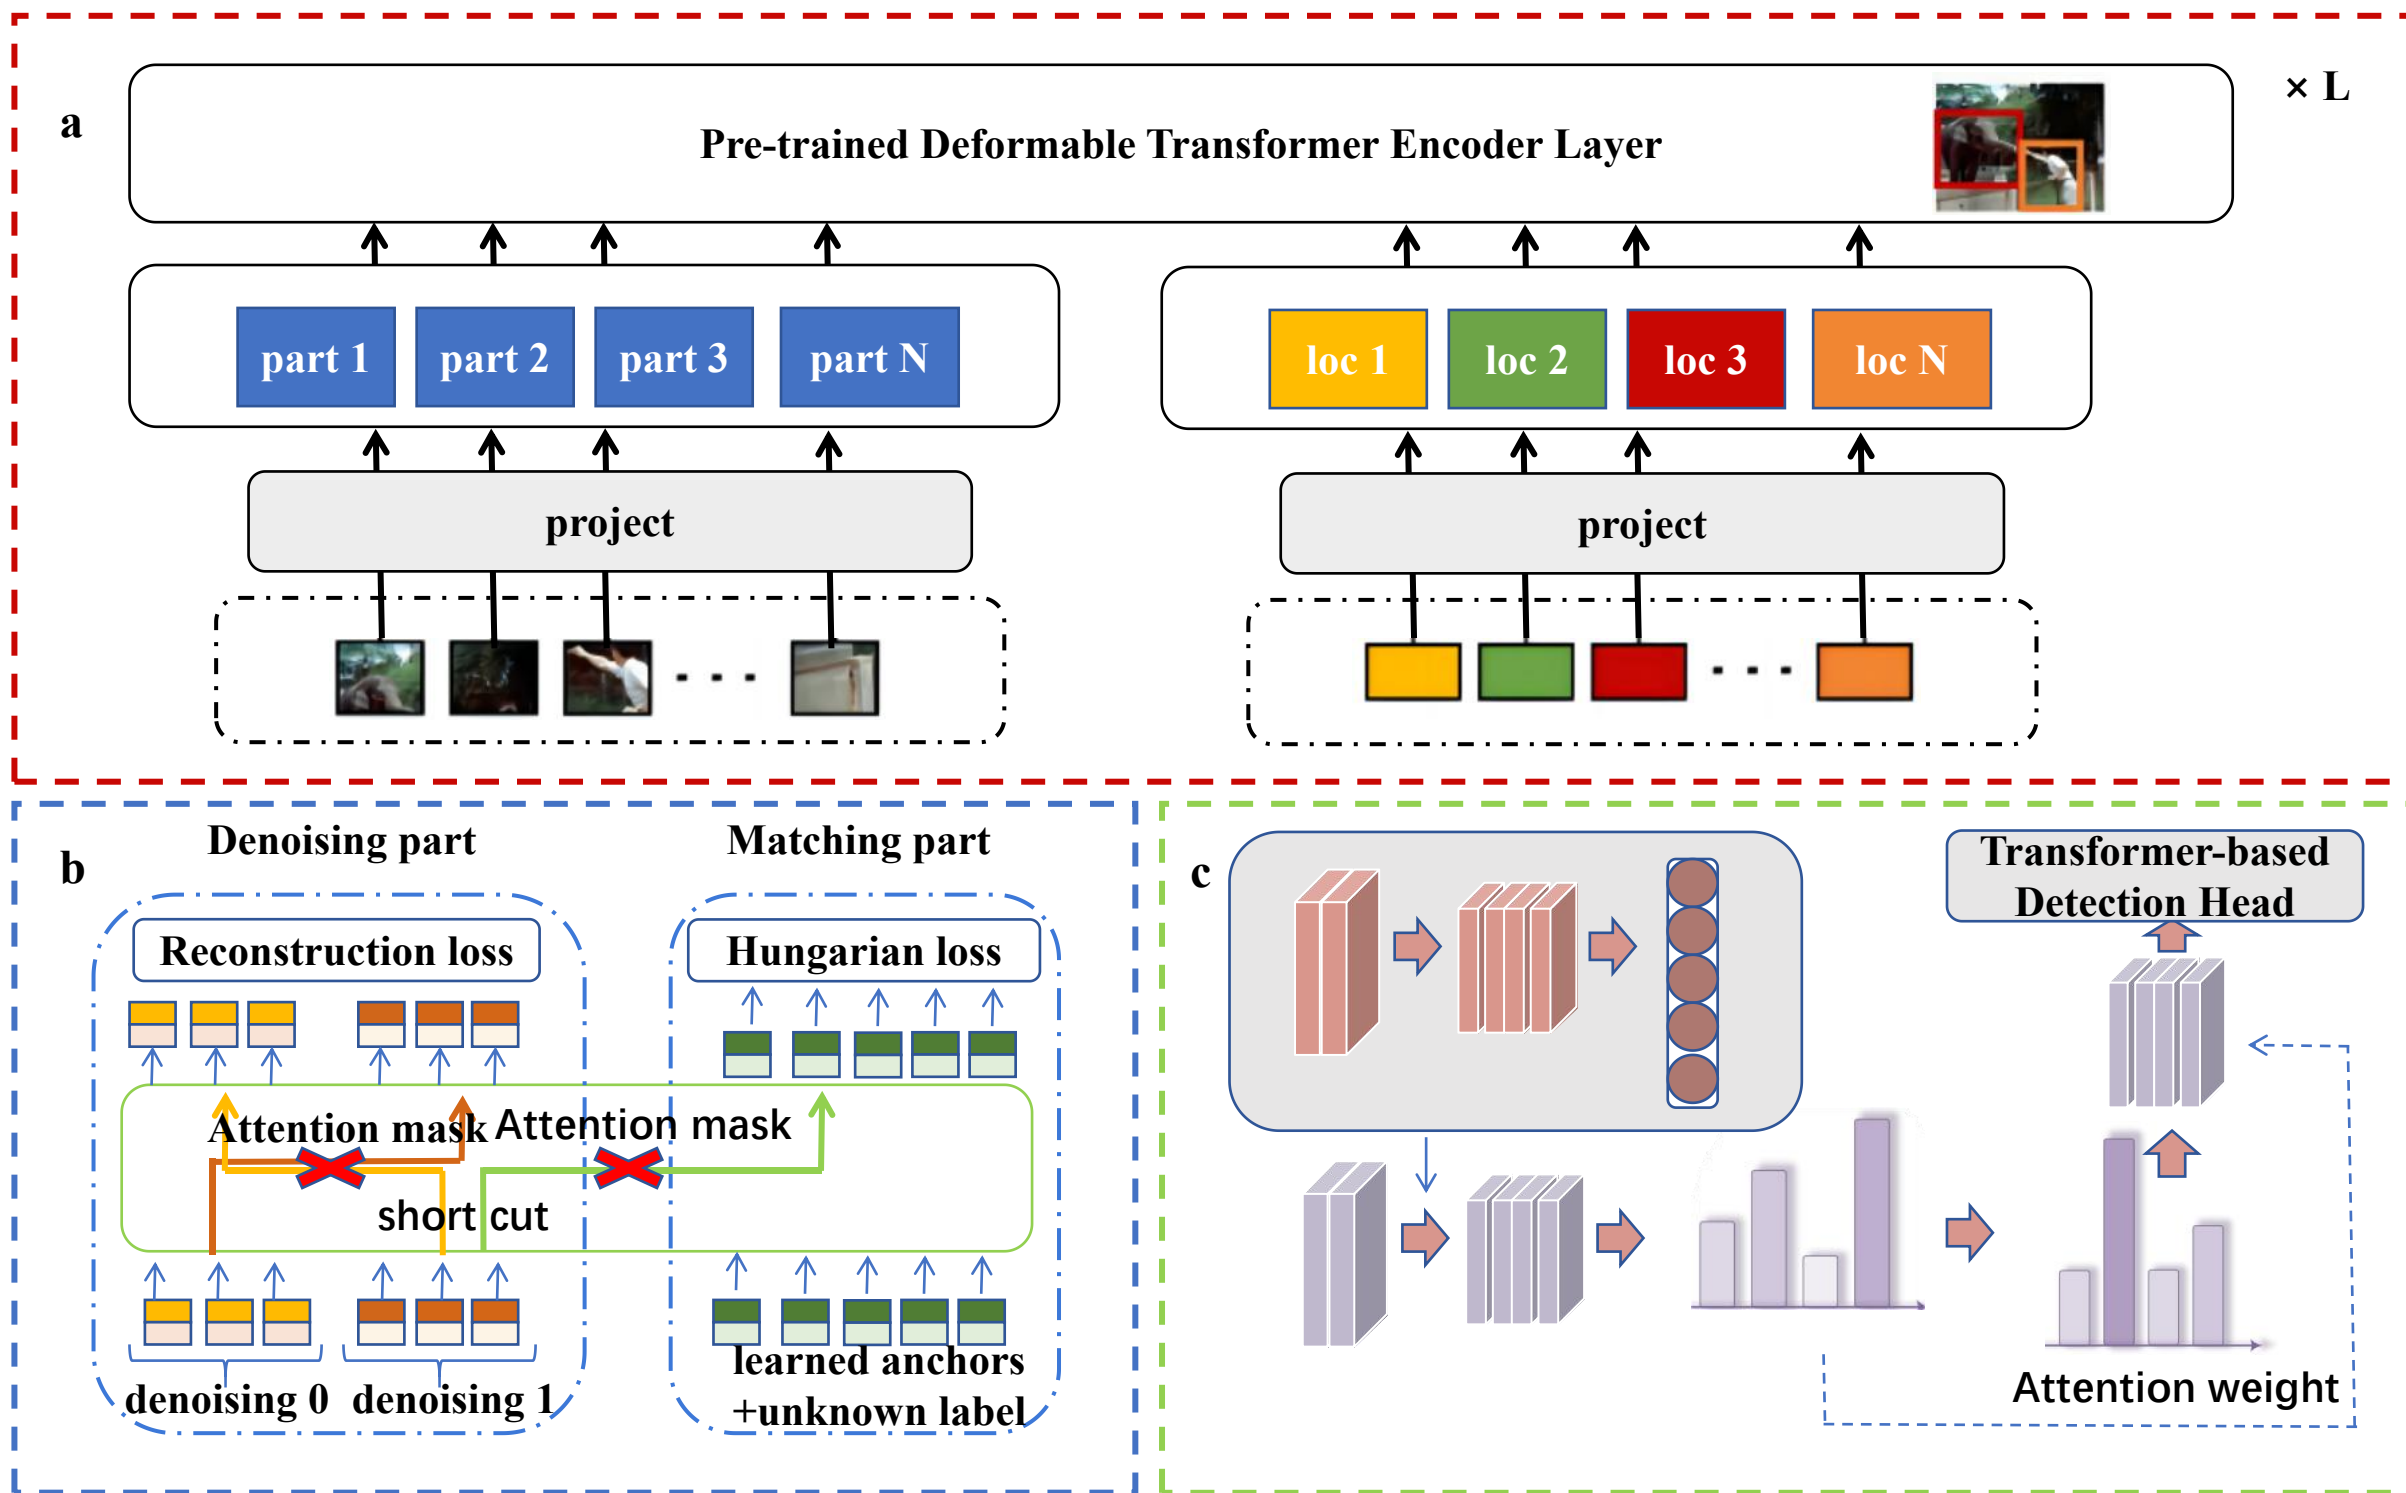 a
× L
Pre-trained Deformable Transformer Encoder Layer
part 1
part 2
part 3
part N
loc 1
loc 2
loc 3
loc N
project
project
b
Denoising part
Matching part
Reconstruction loss
Hungarian loss
Attention mask
Attention mask
short cut
denoising 0
denoising 1
learned anchors
+unknown label
c
Transformer-based
Detection Head
Attention weight